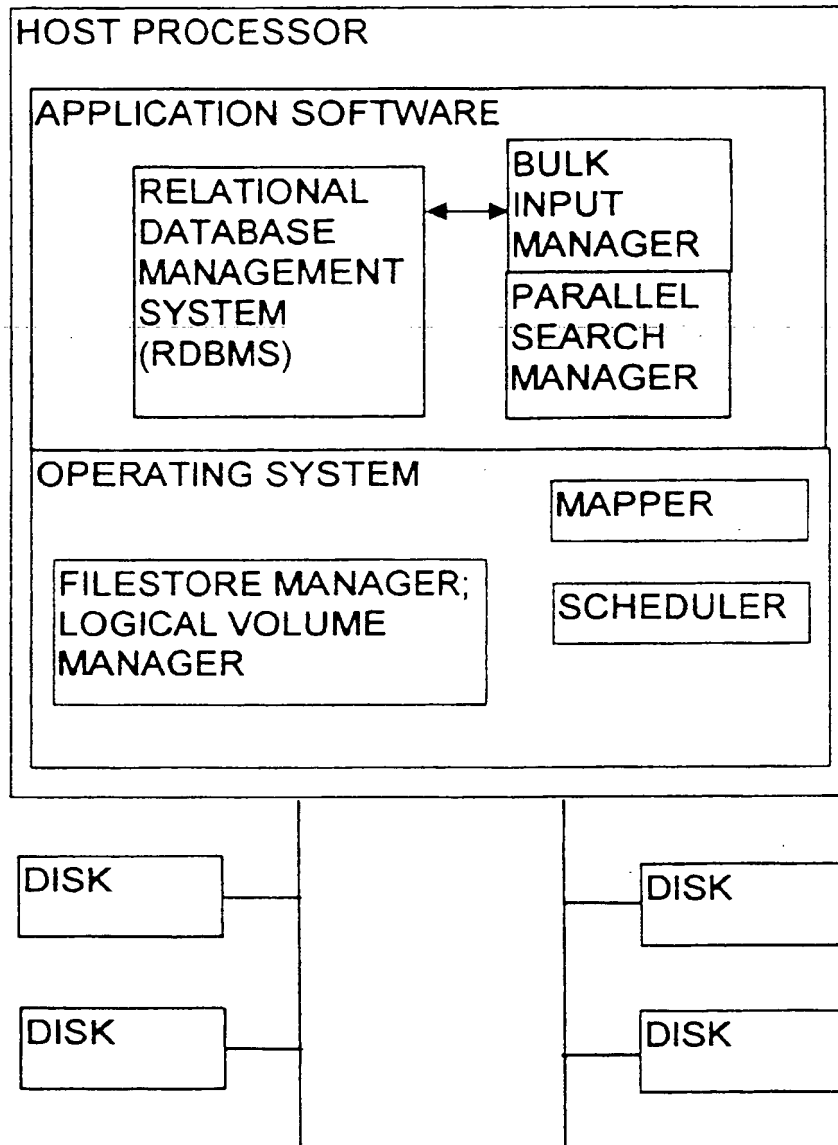 HOST PROCESSOR
APPLICATION SOFTWARE
RELATIONAL
DATABASE
MANAGEMENT
SYSTEM
(RDBMS)
BULK
INPUT
MANAGER
PARALLEL
SEARCH
MANAGER
OPERATING SYSTEM
MAPPER
FILESTORE MANAGER;
LOGICAL VOLUME
MANAGER
SCHEDULER
DISK
DISK
DISK
DISK